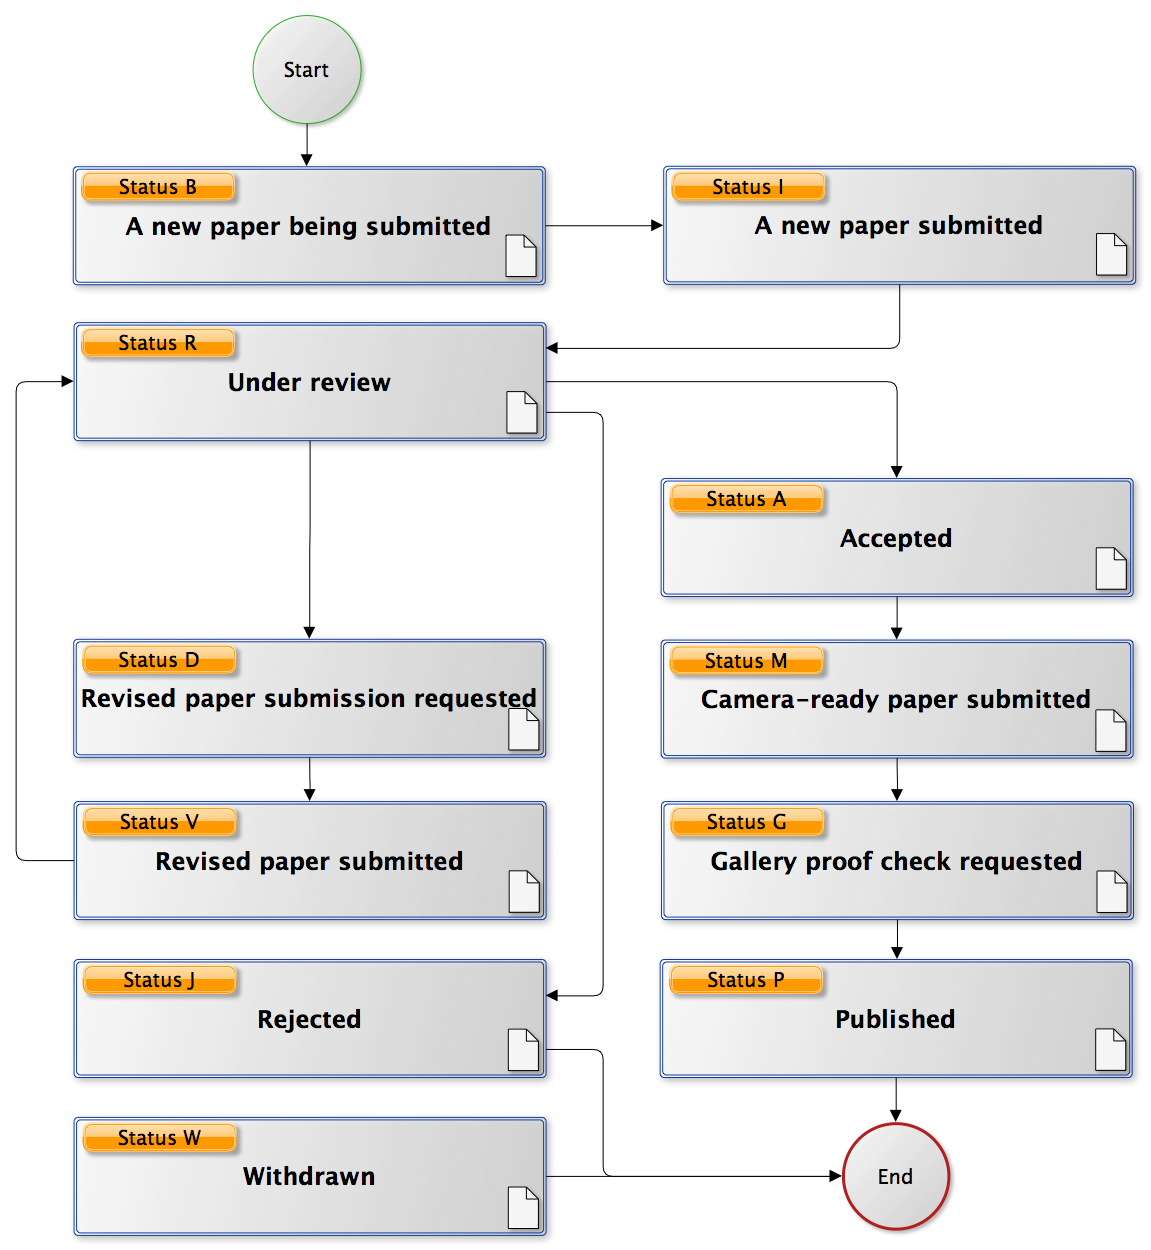 Start
Status B
A new paper being submitted
Status I
A new paper submitted
Status R
Under review
Status A
Accepted
Status D
Revised paper submission requested
Status M
Camera-ready paper submitted
Status V
Revised paper submitted
Status G
Gallery proof check requested
Status J
Rejected
Status P
Published
Status W
Withdrawn
End